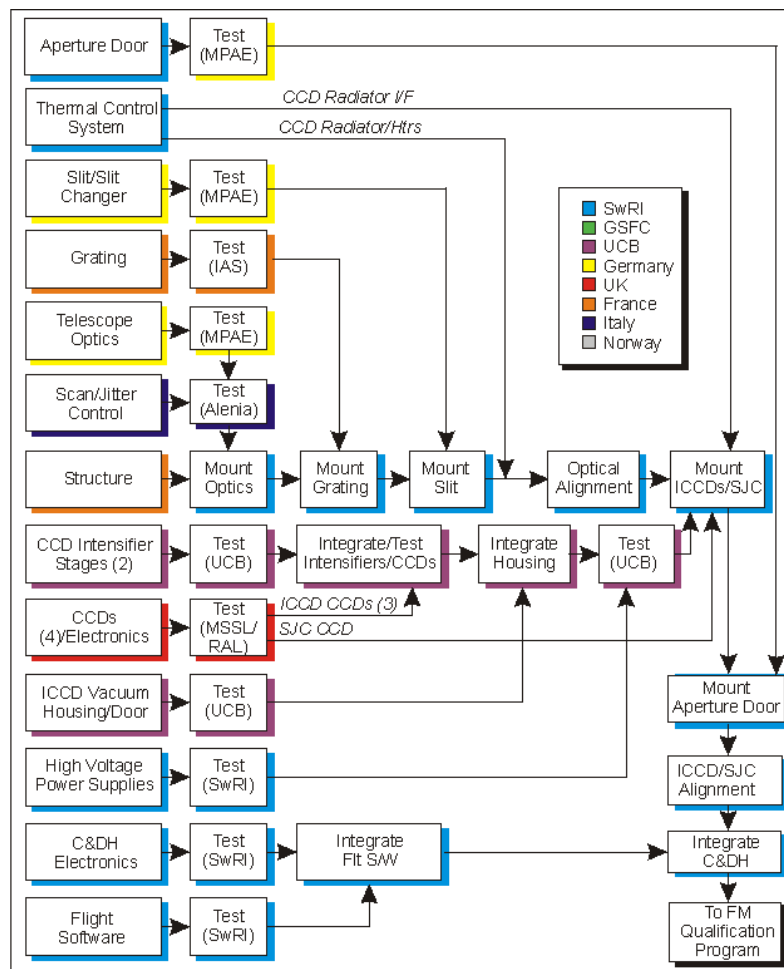 Aperture Door
Test
(MPAE)
Thermal Control
System
CCD Radiator I/F
CCD Radiator/Htrs
Slit/Slit
Changer
Test
(MPAE)
SwRI
GSFC
UCB
Germany
UK
France
Italy
Norway
Grating
Test
(IAS)
Telescope
Optics
Test
(MPAE)
Scan/Jitter
Control
Test
(Alenia)
Structure
Mount
Optics
Mount
Grating
Mount
Slit
Optical
Alignment
Mount
ICCDs/SJC
CCD Intensifier
Stages (2)
Test
(UCB)
Integrate/Test
Intensifiers/CCDs
Integrate
Housing
Test
(UCB)
CCDs
(4)/Electronics
Test
(MSSL/
RAL)
ICCD CCDs (3)
SJC CCD
ICCD Vacuum
Housing/Door
Test
(UCB)
Mount
Aperture Door
High Voltage
Power Supplies
Test
(SwRI)
ICCD/SJC
Alignment
C&DH
Electronics
Test
(SwRI)
Integrate
Flt S/W
Integrate
C&DH
Flight
Software
Test
(SwRI)
To FM
Qualification
Program